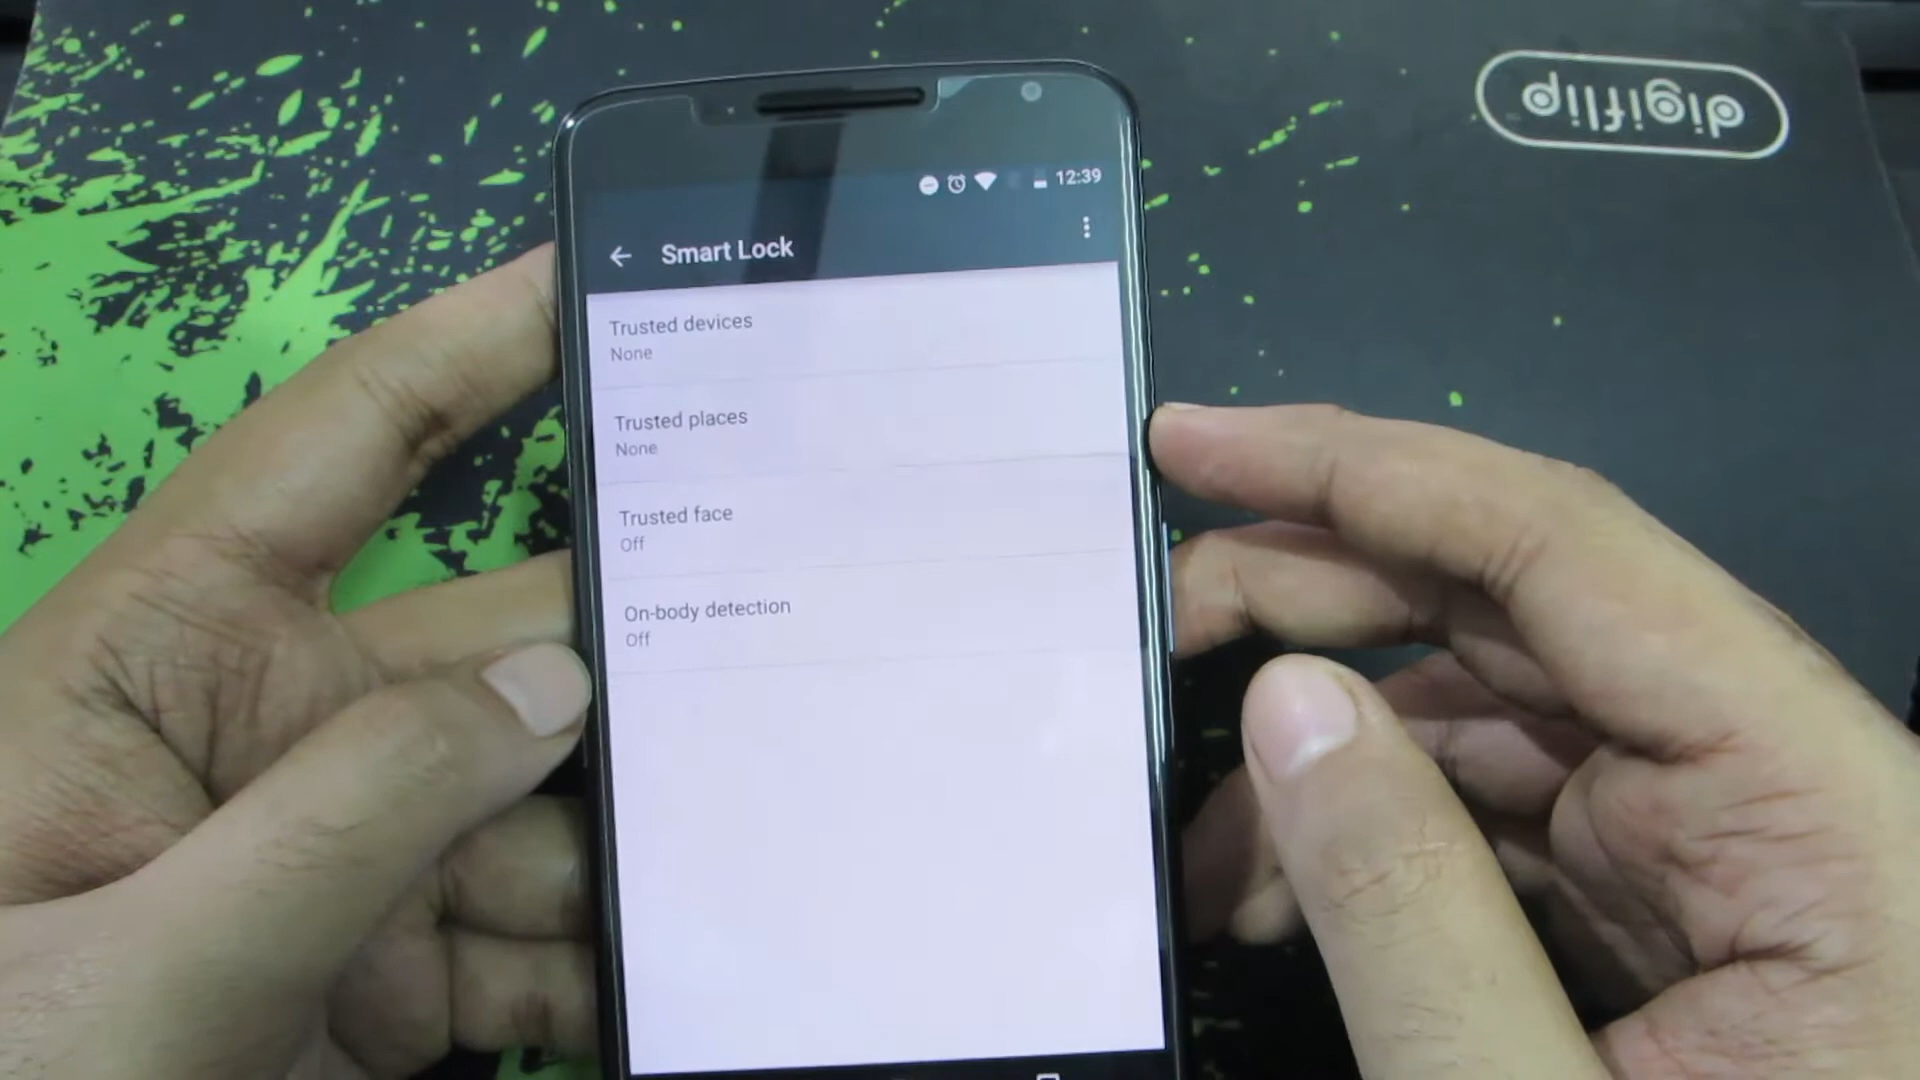 digiflip
12:39
Smart Lock
Trusted devices
None
Trusted places
None
Trusted face
Off
On-body detection
Off